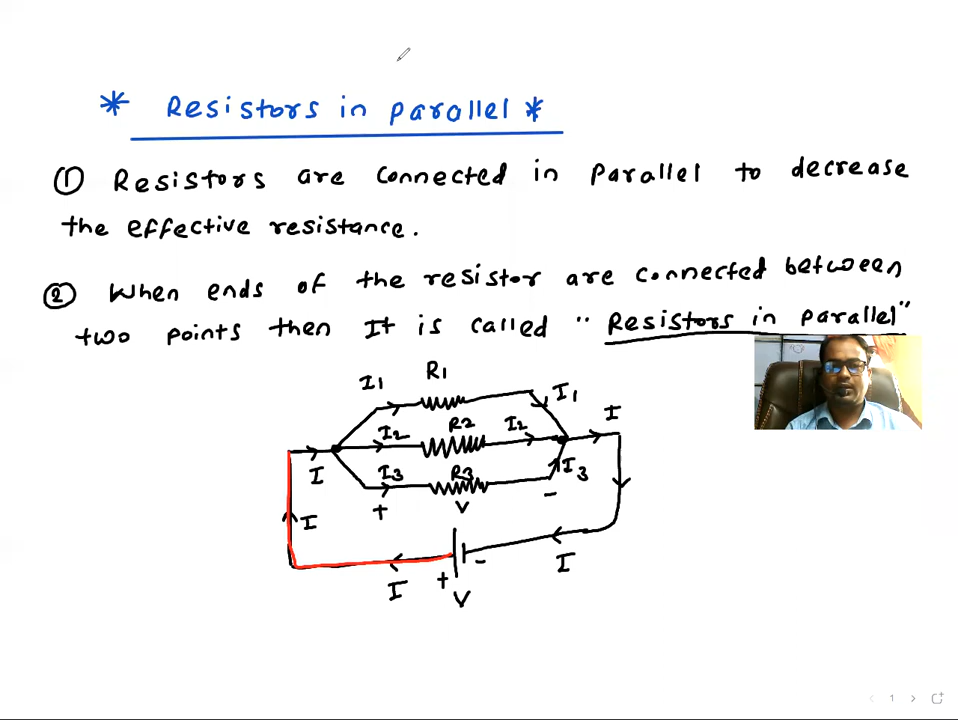 * Resistors in parallel *
① Resistors are connected in parallel to decrease
the effective resistance.
② When ends of the resistor are connected between
two points then It is called "Resistors in parallel"
I1 R1 I1
I2 R2 I2 I
I I3 R3 I3
+ V -
I
I + - I
V
1